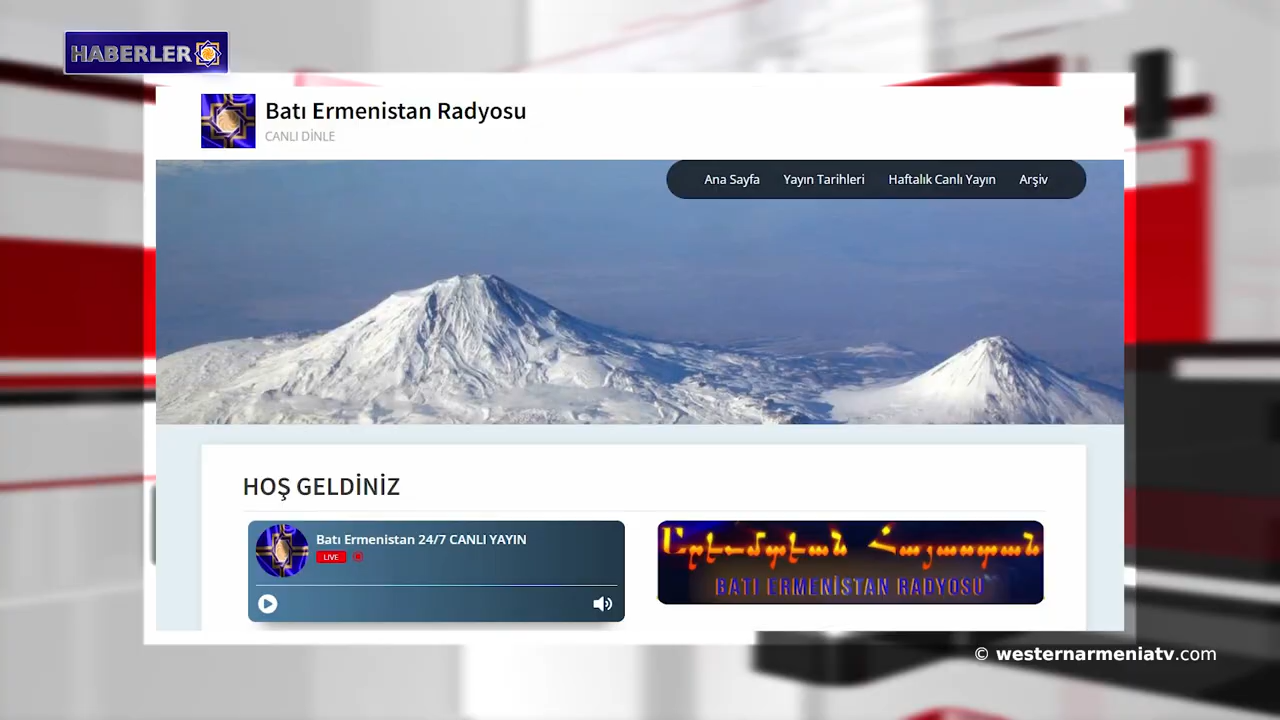 HABERLER
Batı Ermenistan Radyosu
CANLI DİNLE
Ana Sayfa Yayın Tarihleri Haftalık Canlı Yayın Arşiv
HOŞ GELDİNİZ
Batı Ermenistan 24/7 CANLI YAYIN
LIVE
BATI ERMENİSTAN RADYOSU
© westernarmeniatv.com